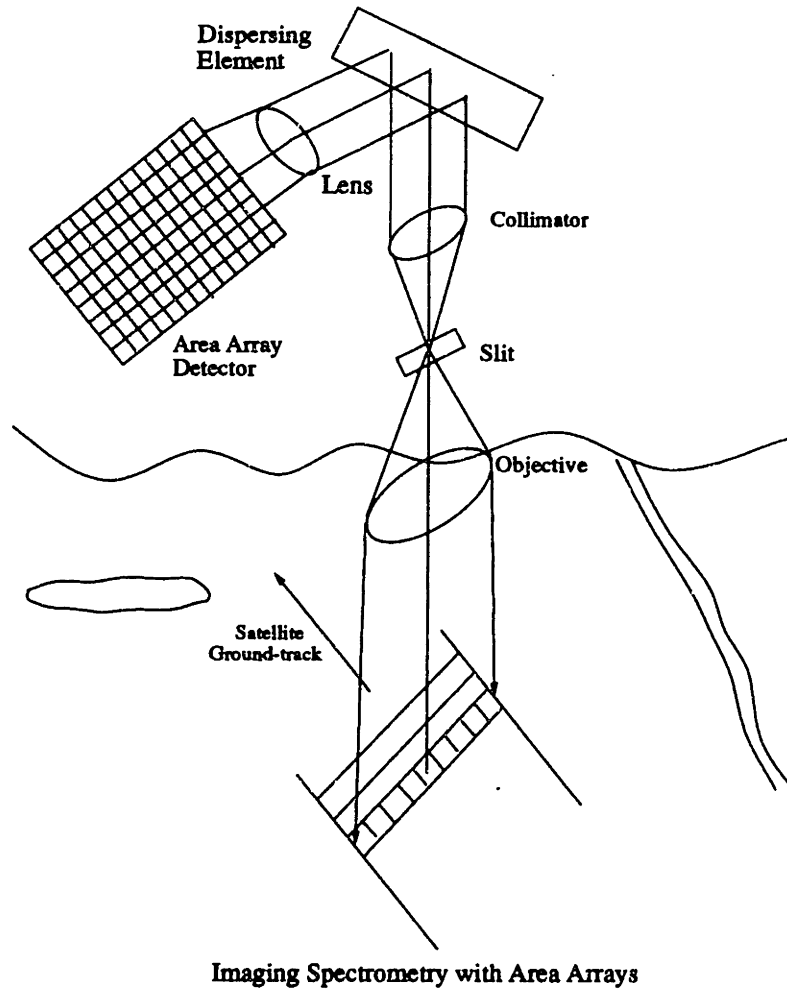 Dispersing
Element
Lens
Collimator
Area Array
Detector
Slit
Objective
Satellite
Ground-track
Imaging Spectrometry with Area Arrays